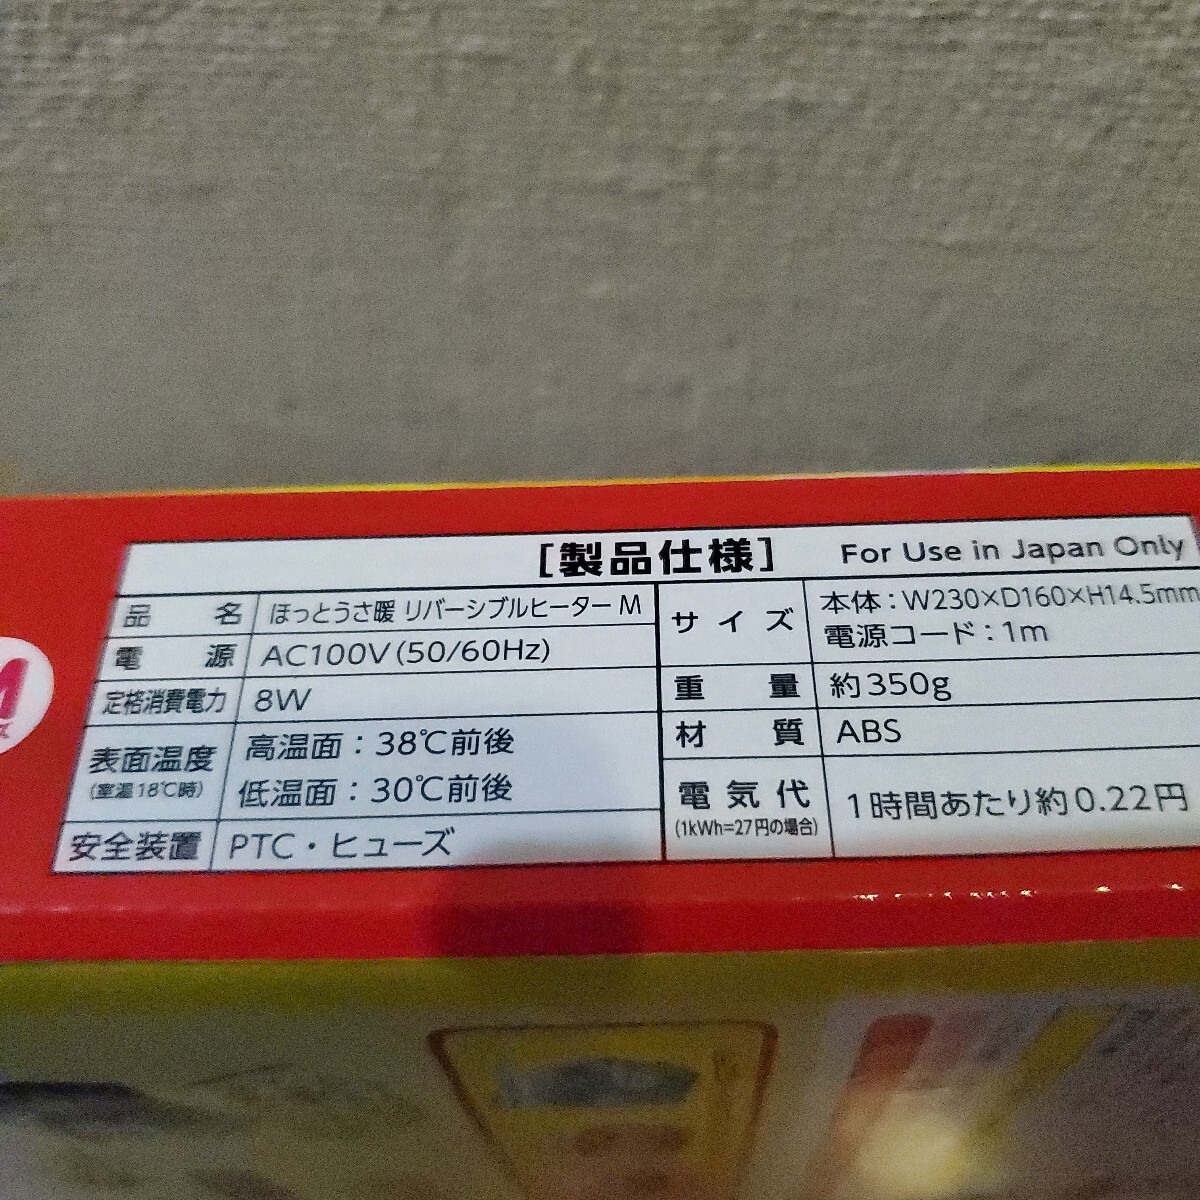 [製品仕様] For Use in Japan Only
品名 ほっとうさ暖 リバーシブルヒーター M
電源 AC100V(50/60Hz)
定格消費電力 8W
表面温度
(室温18℃時)
高温面：38℃前後
低温面：30℃前後
安全装置 PTC・ヒューズ
サイズ
本体：W230×D160×H14.5mm
電源コード：1m
重量 約350g
材質 ABS
電気代
(1kWh=27円の場合)
1時間あたり約0.22円
M